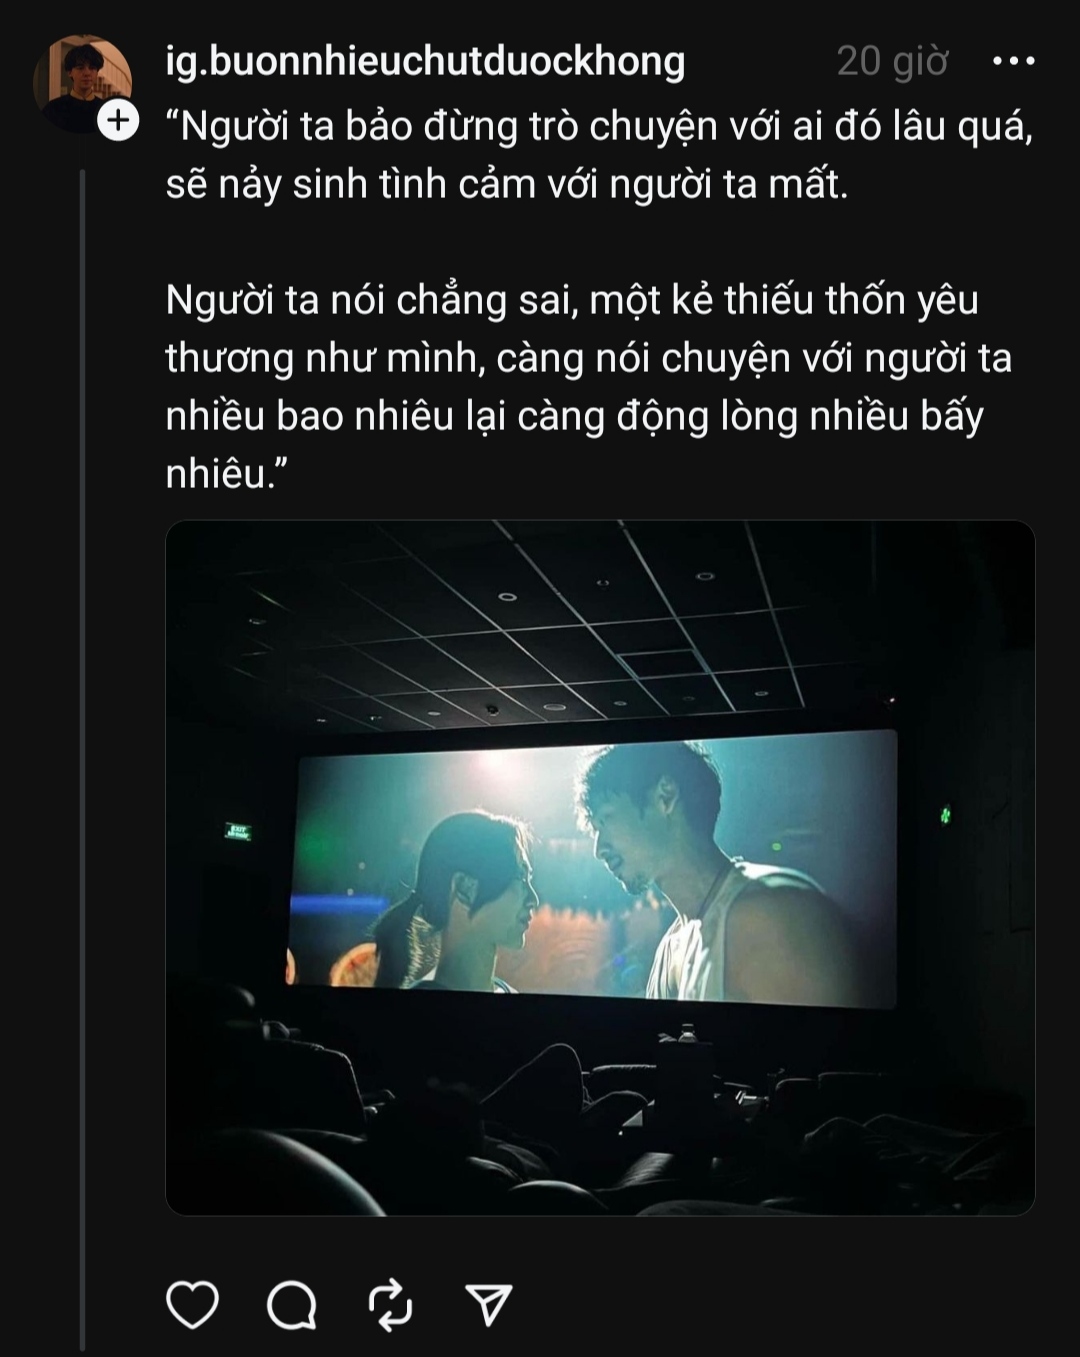 ig.buonnhieuchutduockhong 20 giờ
“Người ta bảo đừng trò chuyện với ai đó lâu quá,
sẽ nảy sinh tình cảm với người ta mất.
Người ta nói chẳng sai, một kẻ thiếu thốn yêu
thương như mình, càng nói chuyện với người ta
nhiều bao nhiêu lại càng động lòng nhiều bấy
nhiêu.”
EXIT